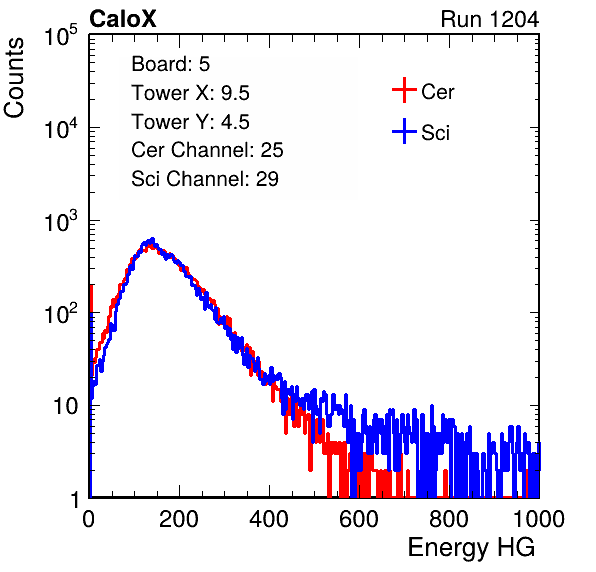 CaloX Run 1204
Counts
Board: 5
Tower X: 9.5
Tower Y: 4.5
Cer Channel: 25
Sci Channel: 29
Cer
Sci
10^5
10^4
10^3
10^2
10
1
0 200 400 600 800 1000
Energy HG